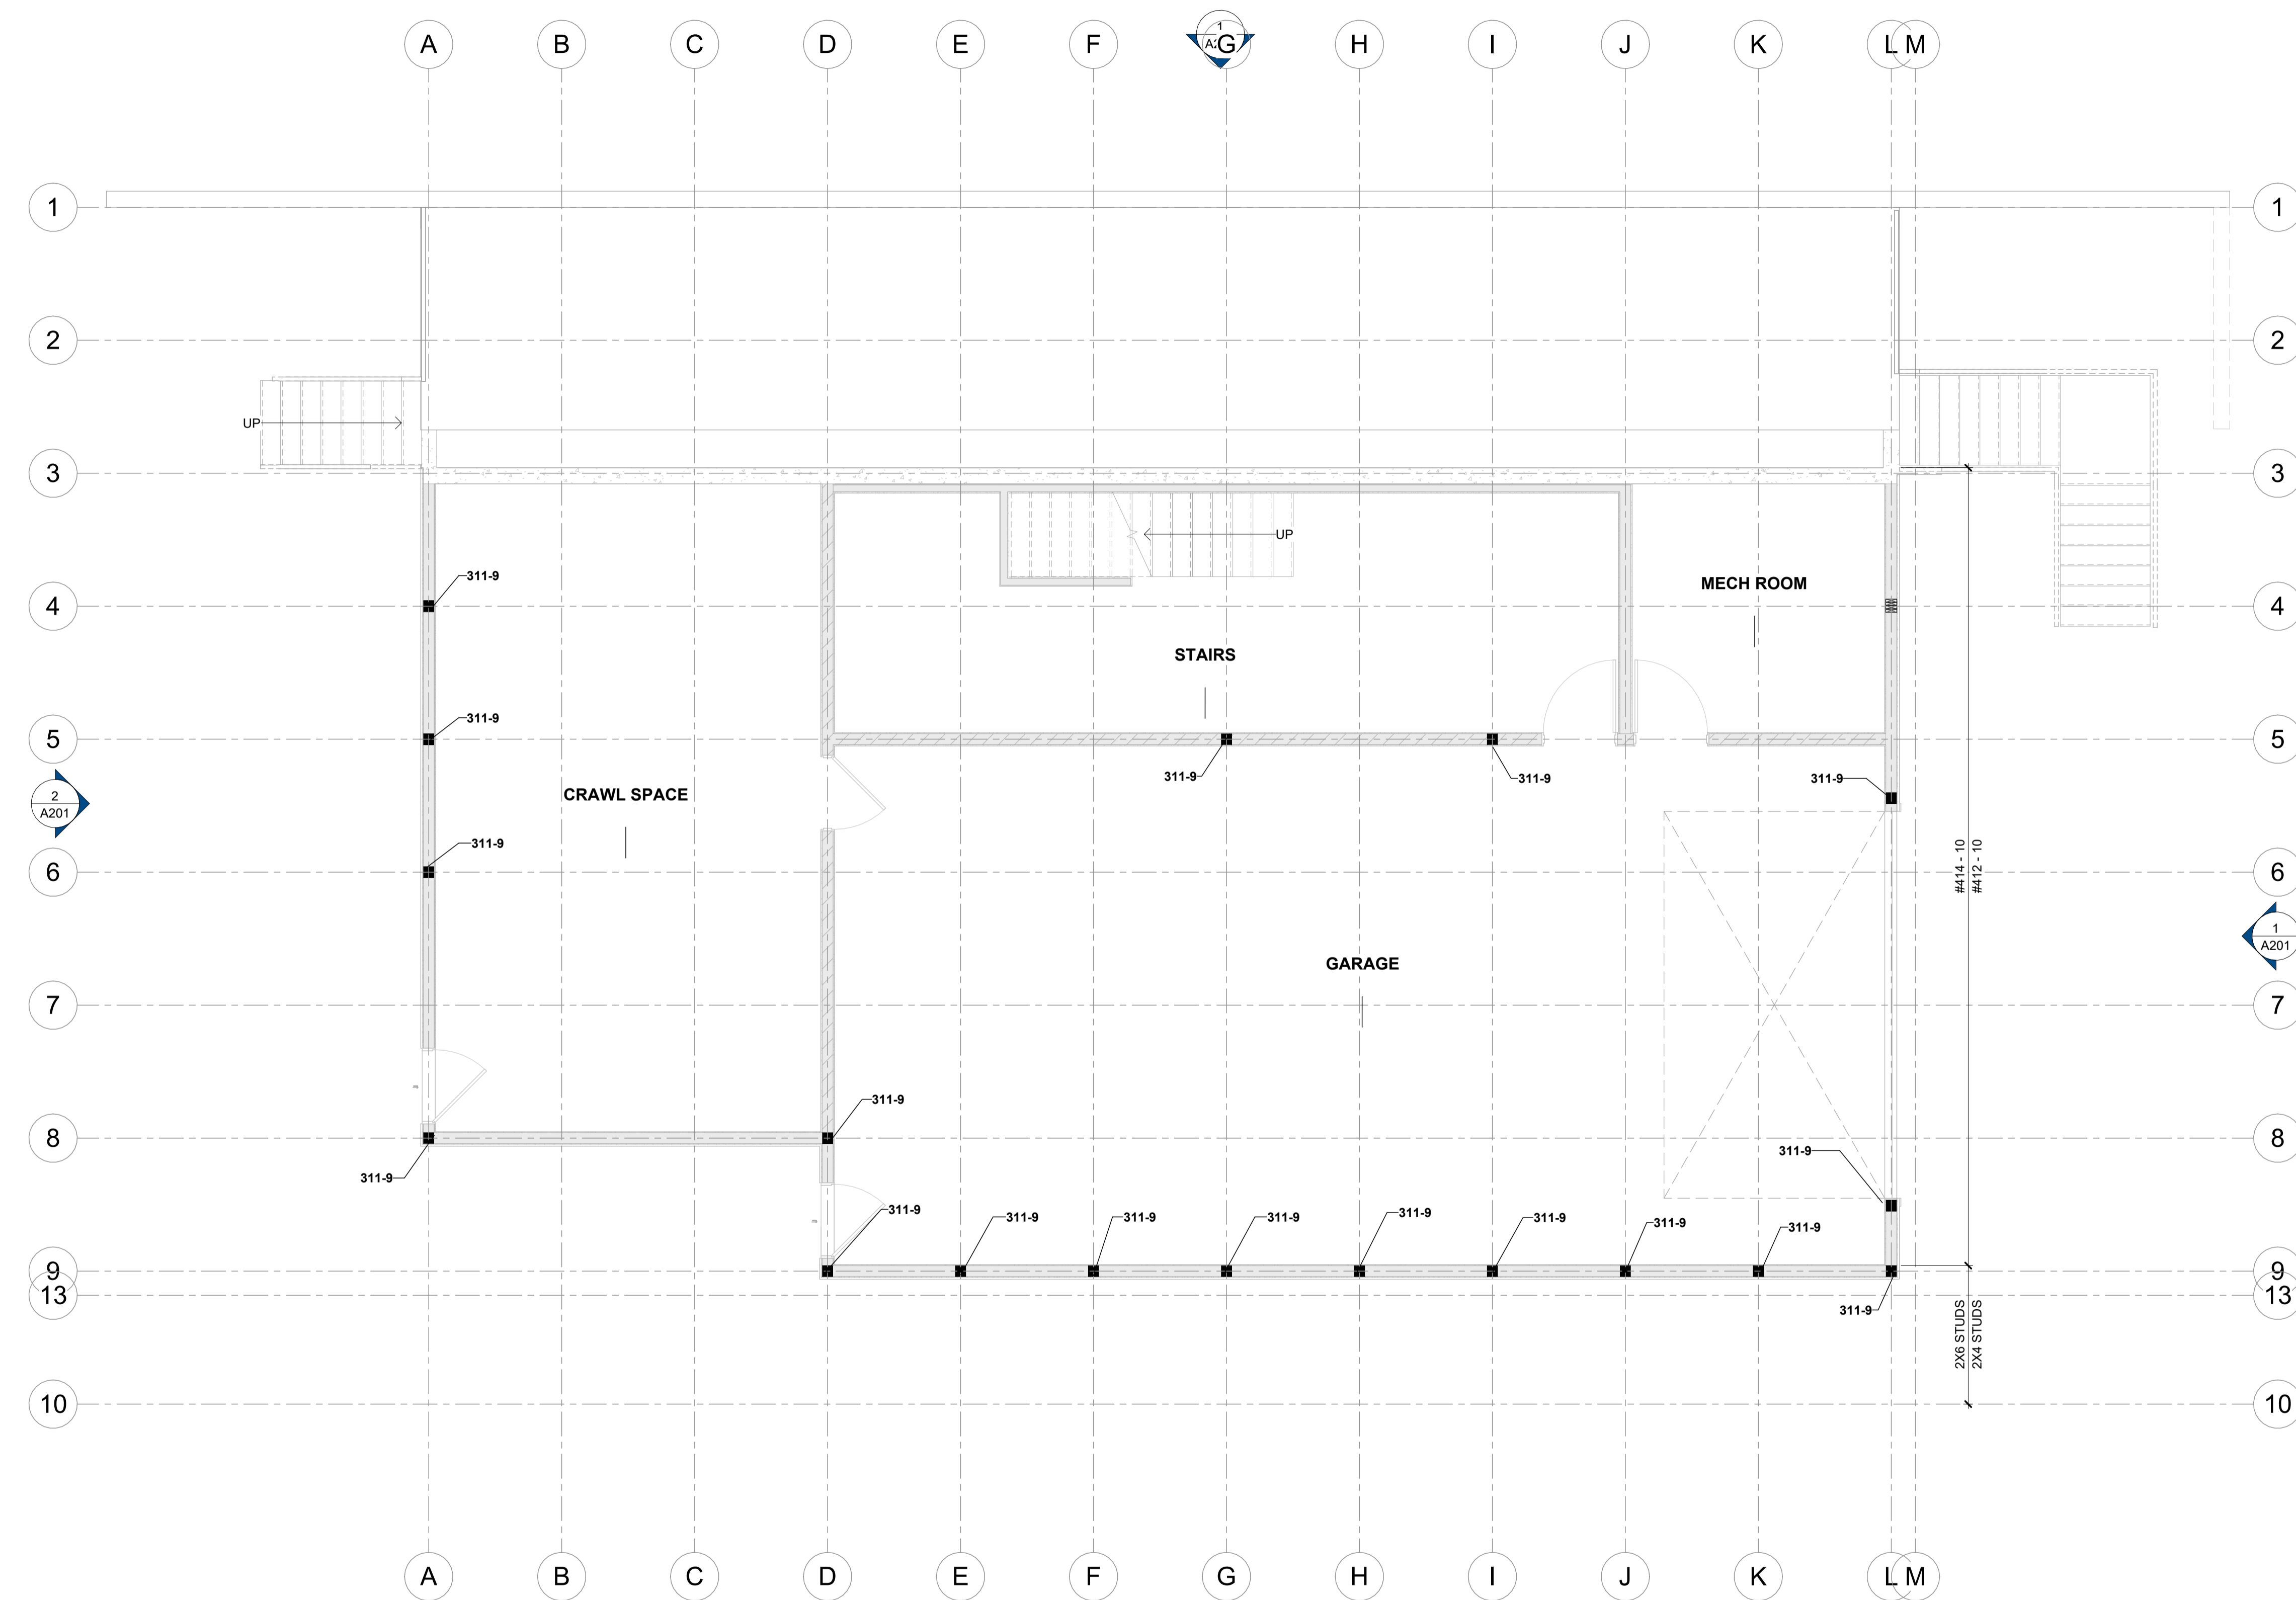 1
A B C D E F G H I J K L M
1 1
2 2
UP
3 3
UP
311-9
MECH ROOM
4 4
STAIRS
311-9
5 5
311-9 311-9 311-9
CRAWL SPACE
2
A201
311-9
#414 - 10
#412 - 10
6 6
1
A201
GARAGE
7 7
311-9
8 8
311-9
311-9
311-9 311-9 311-9 311-9 311-9 311-9 311-9 311-9
9 9
13 13
311-9
2X6 STUDS
2X4 STUDS
10 10
A B C D E F G H I J K L M